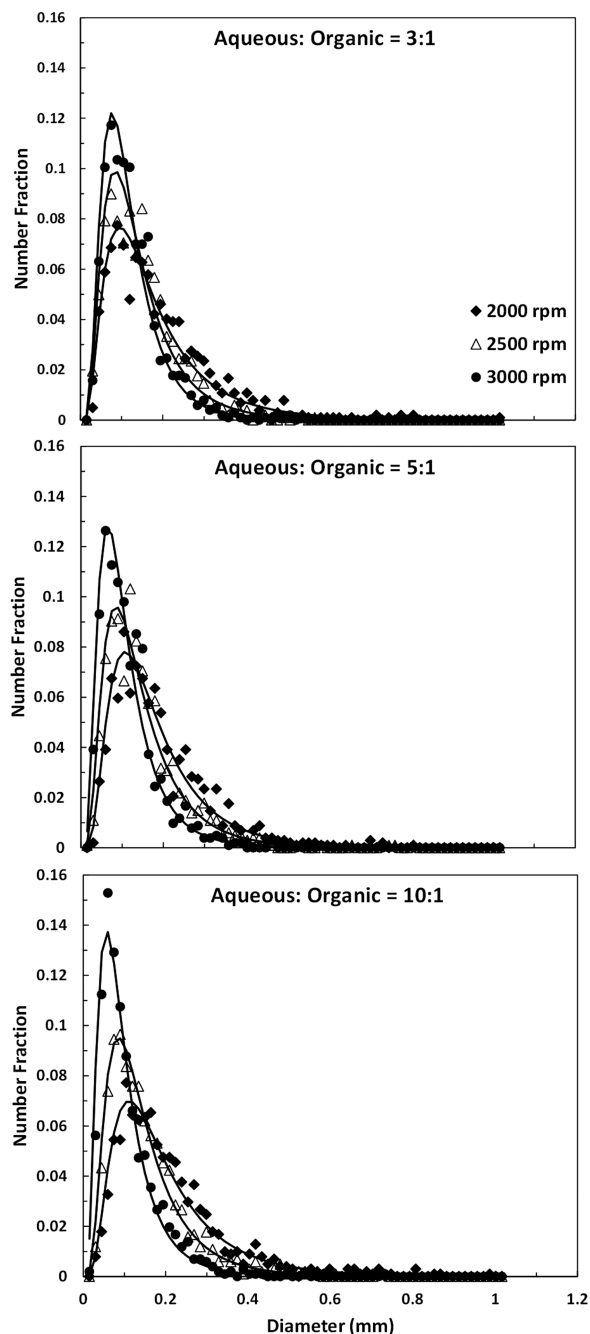 Aqueous: Organic = 3:1
0.16
0.14
0.12
0.1
0.08
0.06
0.04
0.02
0
Number Fraction
2000 rpm
2500 rpm
3000 rpm
Aqueous: Organic = 5:1
0.16
0.14
0.12
0.1
0.08
0.06
0.04
0.02
0
Number Fraction
Aqueous: Organic = 10:1
0.16
0.14
0.12
0.1
0.08
0.06
0.04
0.02
0
Number Fraction
0 0.2 0.4 0.6 0.8 1 1.2
Diameter (mm)